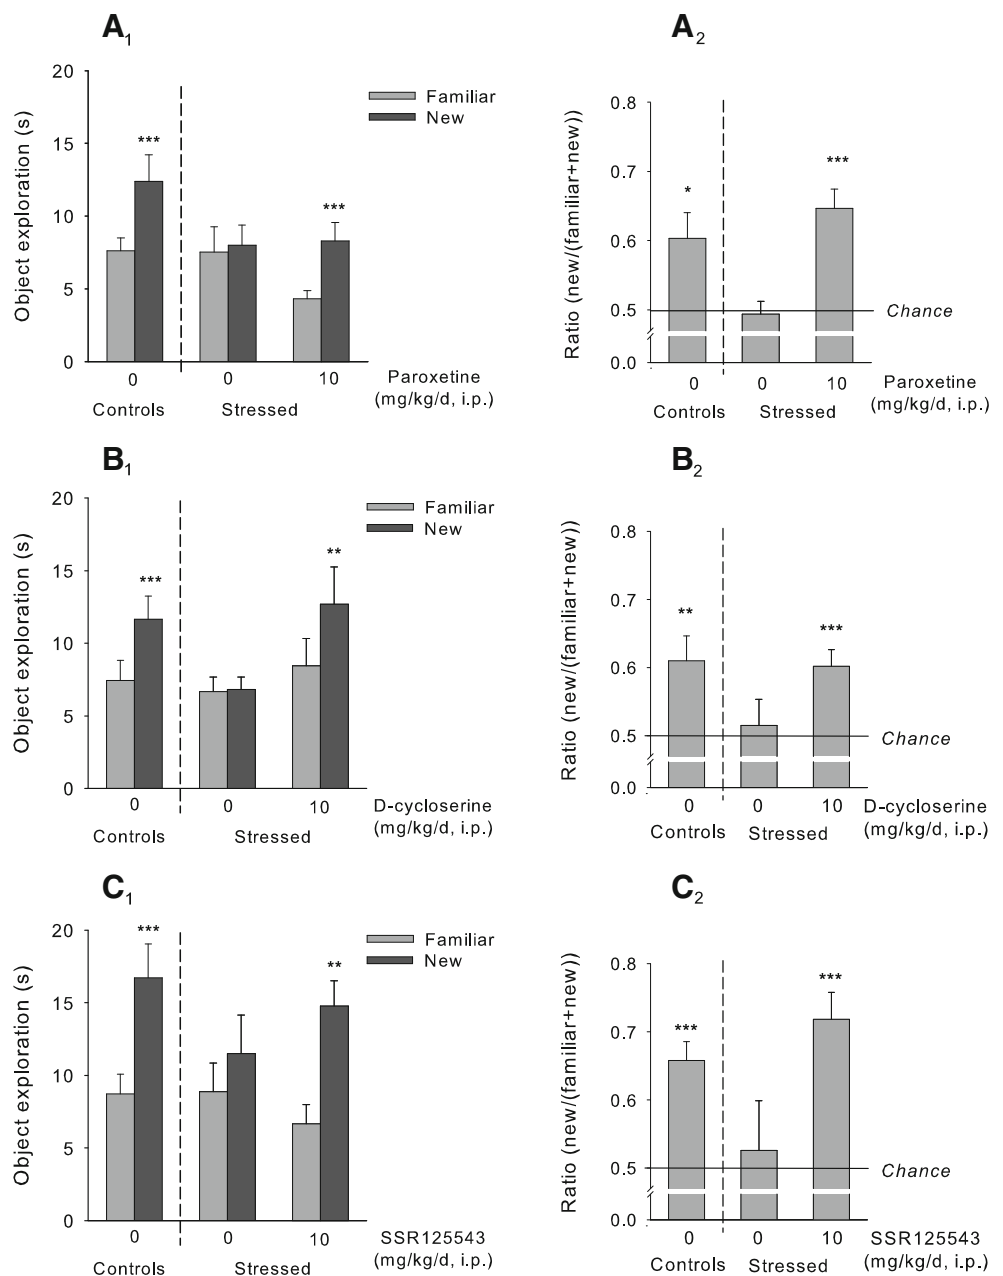 A1
20
15
10
5
0
Object exploration (s)
Familiar
New
***
***
0
0
10
Paroxetine
(mg/kg/d, i.p.)
Controls
Stressed
A2
0.8
0.7
0.6
0.5
0.0
Ratio (new/(familiar+new))
*
***
Chance
0
0
10
Paroxetine
(mg/kg/d, i.p.)
Controls
Stressed
B1
20
15
10
5
0
Object exploration (s)
Familiar
New
***
**
0
0
10
D-cycloserine
(mg/kg/d, i.p.)
Controls
Stressed
B2
0.8
0.7
0.6
0.5
0.0
Ratio (new/(familiar+new))
**
***
Chance
0
0
10
D-cycloserine
(mg/kg/d, i.p.)
Controls
Stressed
C1
20
15
10
5
0
Object exploration (s)
Familiar
New
***
**
0
0
10
SSR125543
(mg/kg/d, i.p.)
Controls
Stressed
C2
0.8
0.7
0.6
0.5
0.0
Ratio (new/(familiar+new))
***
***
Chance
0
0
10
SSR125543
(mg/kg/d, i.p.)
Controls
Stressed